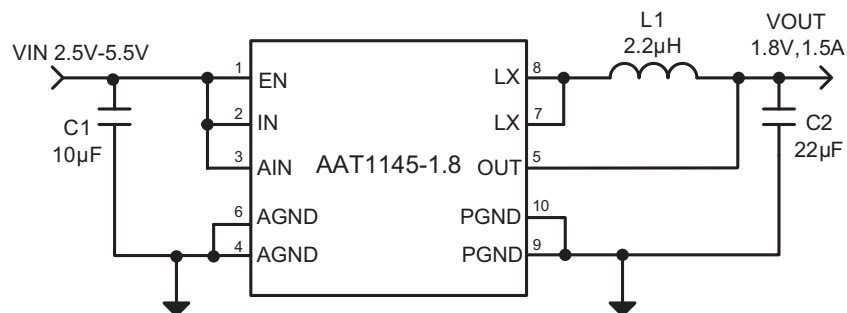 L1
2.2µH
VOUT
1.8V,1.5A
VIN 2.5V-5.5V
1
EN
8
LX
C1
10µF
2
IN
7
LX
C2
22µF
3
AIN
AAT1145-1.8
5
OUT
6
AGND
10
PGND
4
AGND
9
PGND